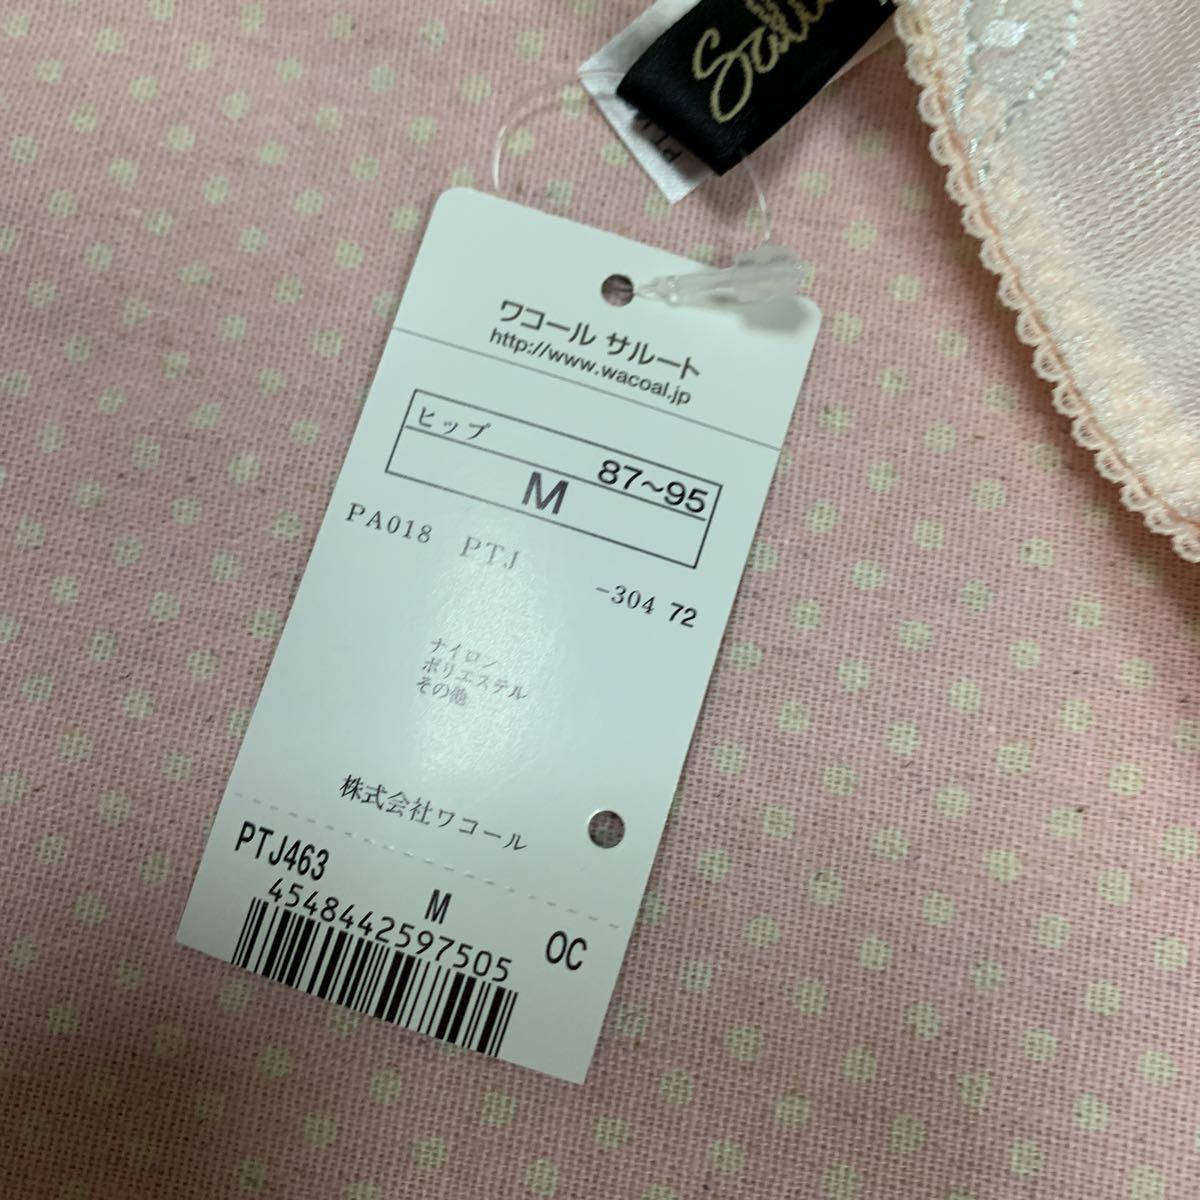 ワコール サルート
http://www.wacoal.jp
ヒップ 87~95
M
PA018 PTJ
-304 72
ナイロン
ポリエステル
その他
株式会社ワコール
PTJ463 M OC
4548442597505